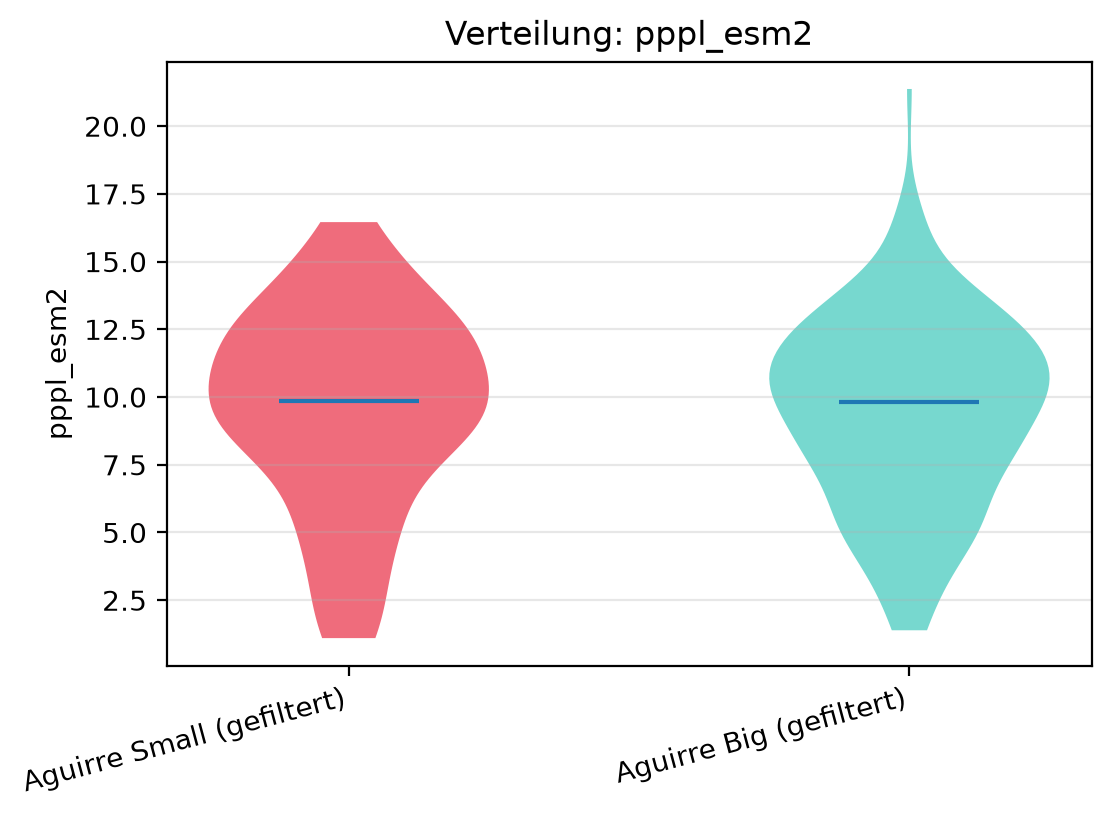 Verteilung: pppl_esm2
pppl_esm2
20.0
17.5
15.0
12.5
10.0
7.5
5.0
2.5
Aguirre Small (gefiltert)
Aguirre Big (gefiltert)